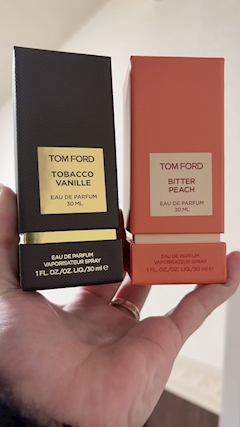 TOM FORD
TOBACCO
VANILLE
EAU DE PARFUM
30 ML
EAU DE PARFUM
VAPORISATEUR SPRAY
1 FL. OZ./OZ. LIQ./30 ml ℮
TOM FORD
BITTER
PEACH
EAU DE PARFUM
30 ML
EAU DE PARFUM
VAPORISATEUR SPRAY
1 FL. OZ./OZ. LIQ./30 ml ℮